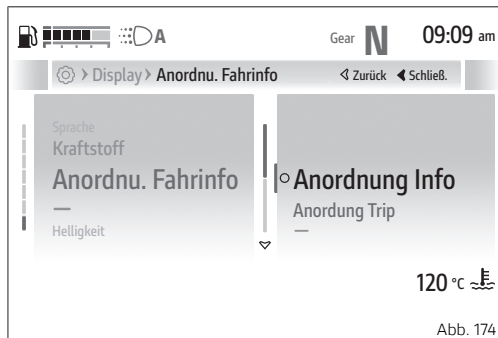 A Gear N 09:09 am
Display Anordnu. Fahrinfo Zurück Schließ.
Sprache
Kraftstoff
Anordnu. Fahrinfo
—
Helligkeit
Anordnung Info
Anordung Trip
—
120 °C
Abb. 174